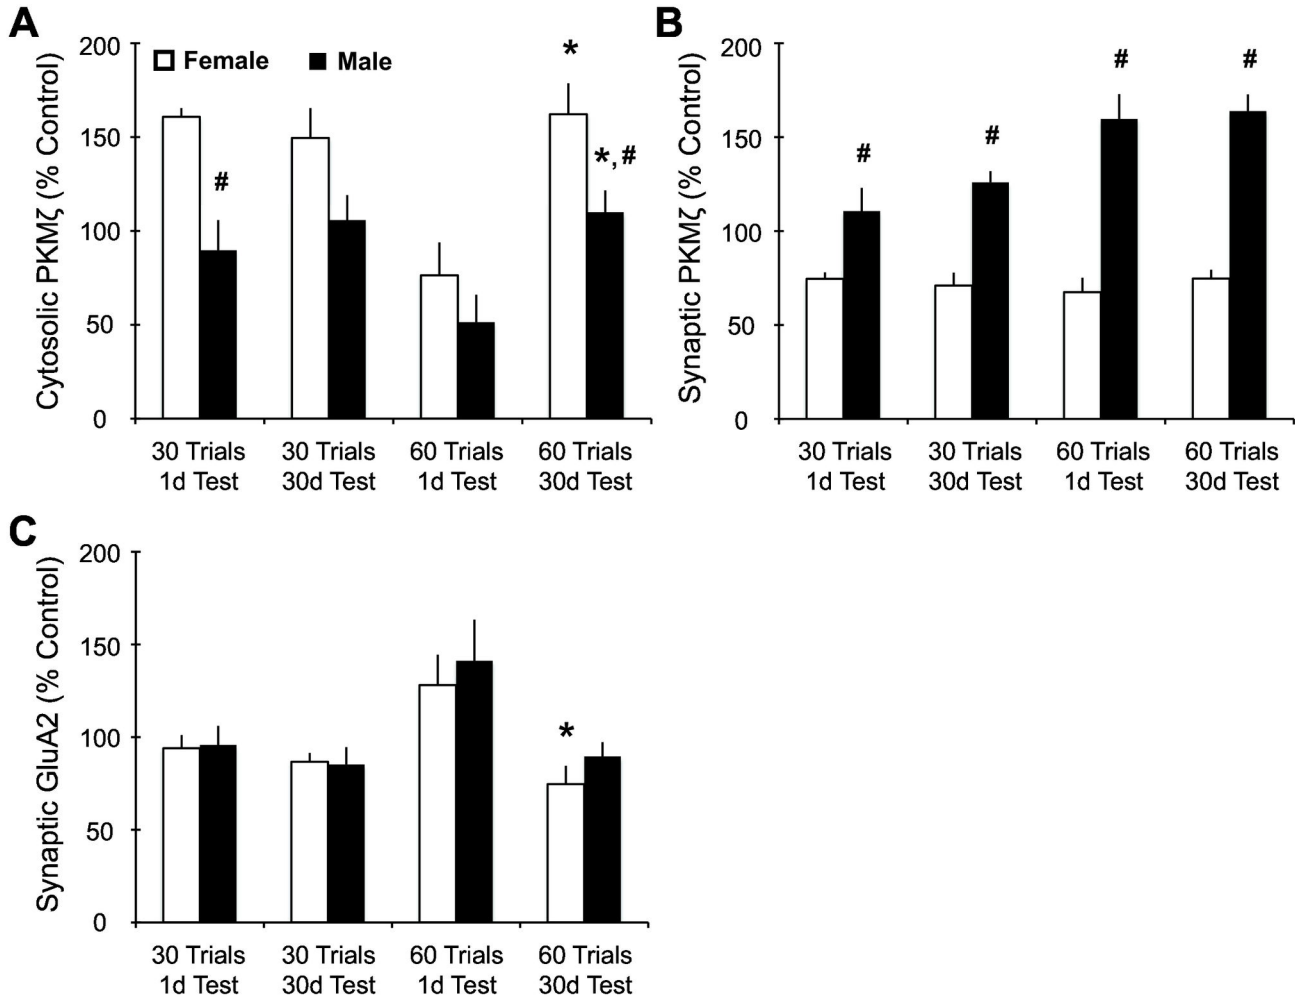 A
Cytosolic PKMζ (% Control)
200
150
100
50
0
Female
Male
#
*
*, #
30 Trials
1d Test
30 Trials
30d Test
60 Trials
1d Test
60 Trials
30d Test
B
Synaptic PKMζ (% Control)
200
150
100
50
0
#
#
#
#
30 Trials
1d Test
30 Trials
30d Test
60 Trials
1d Test
60 Trials
30d Test
C
Synaptic GluA2 (% Control)
200
150
100
50
0
*
30 Trials
1d Test
30 Trials
30d Test
60 Trials
1d Test
60 Trials
30d Test